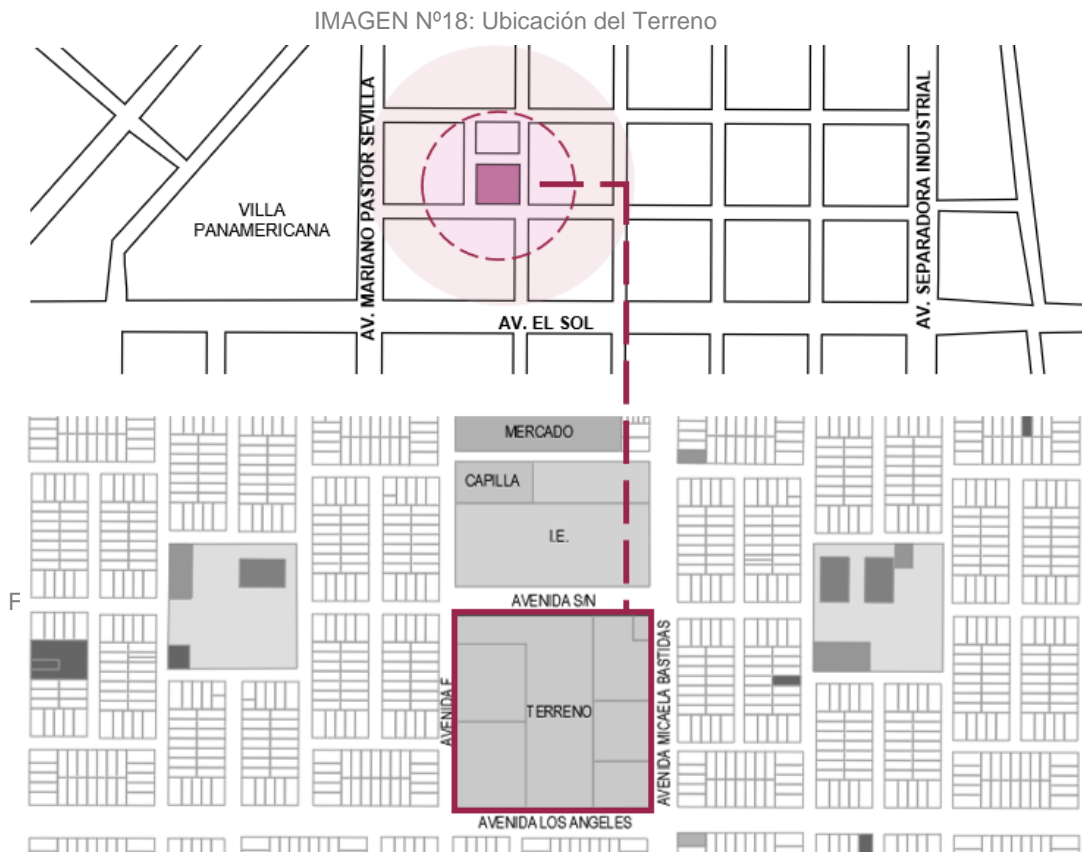 IMAGEN Nº18: Ubicación del Terreno
AV. MARIANO PASTOR SEVILLA
AV. SEPARADORA INDUSTRIAL
VILLA
PANAMERICANA
AV. EL SOL
MERCADO
CAPILLA
I.E.
F
AVENIDA S/N
AVENIDA F
TERRENO
AVENIDA MICAELA BASTIDAS
AVENIDA LOS ANGELES